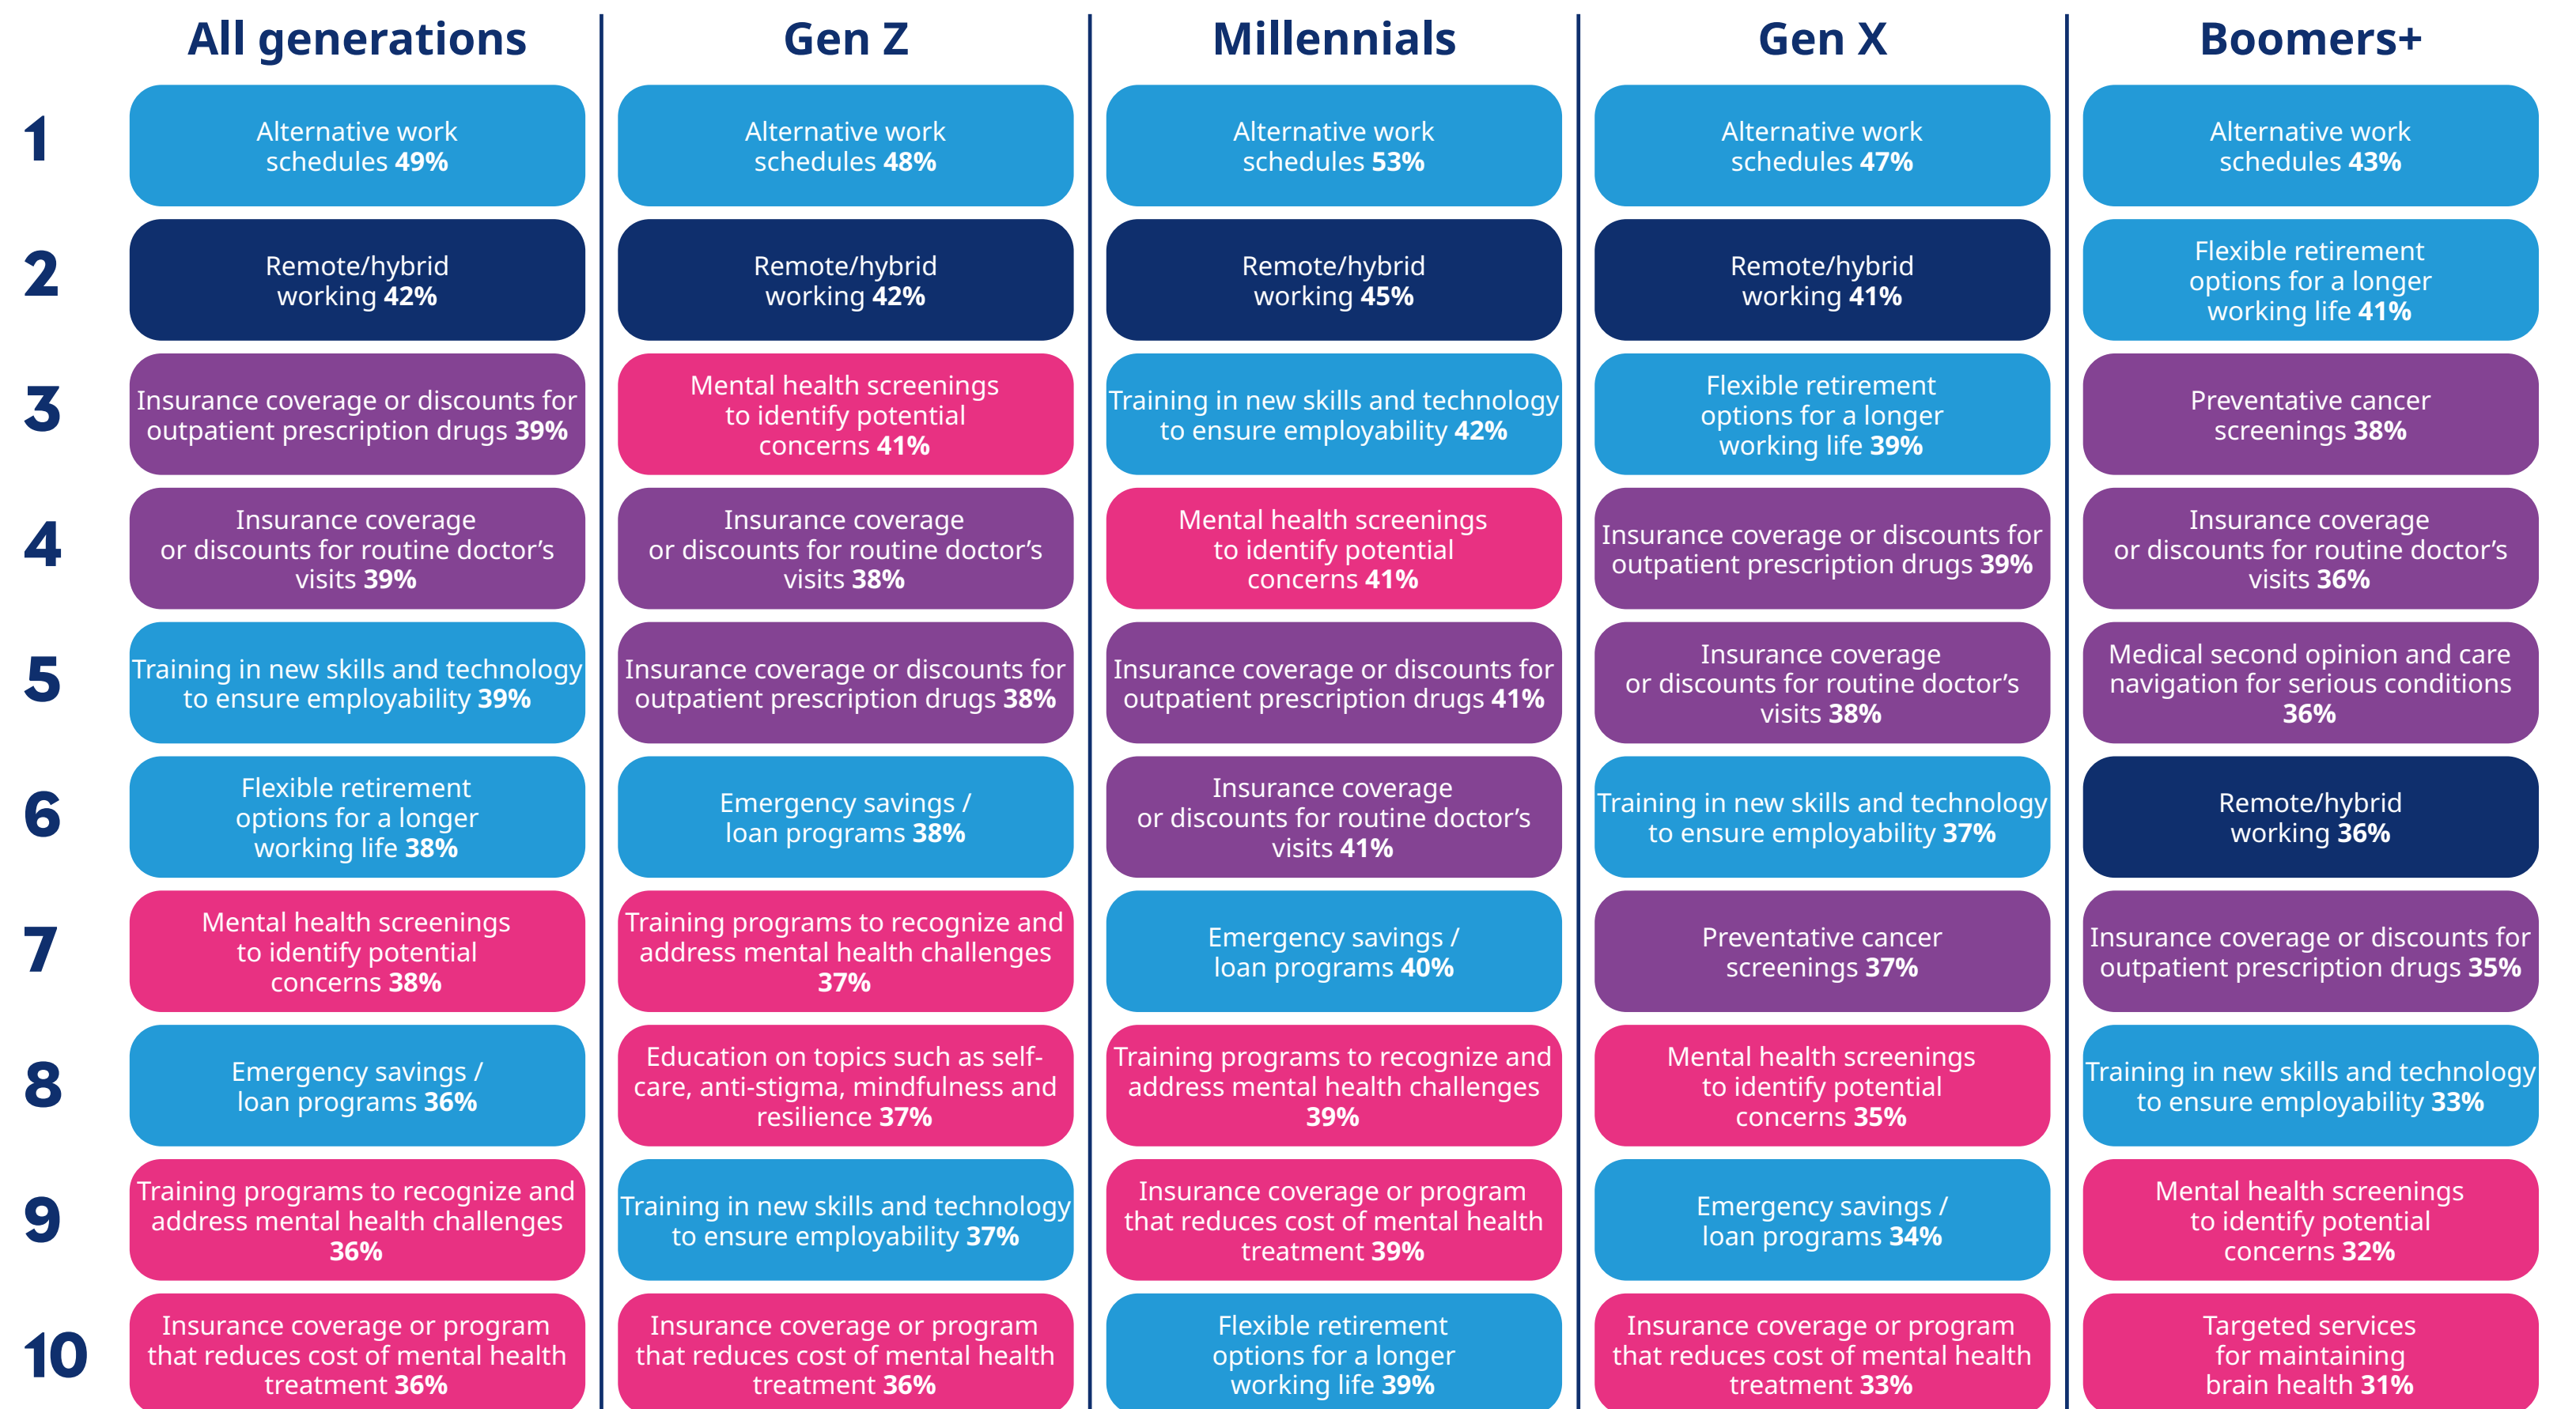 All generations
Gen Z
Millennials
Gen X
Boomers+
1
Alternative work
schedules 49%
Alternative work
schedules 48%
Alternative work
schedules 53%
Alternative work
schedules 47%
Alternative work
schedules 43%
2
Remote/hybrid
working 42%
Remote/hybrid
working 42%
Remote/hybrid
working 45%
Remote/hybrid
working 41%
Flexible retirement
options for a longer
working life 41%
3
Insurance coverage or discounts for
outpatient prescription drugs 39%
Mental health screenings
to identify potential
concerns 41%
Training in new skills and technology
to ensure employability 42%
Flexible retirement
options for a longer
working life 39%
Preventative cancer
screenings 38%
4
Insurance coverage
or discounts for routine doctor’s
visits 39%
Insurance coverage
or discounts for routine doctor’s
visits 38%
Mental health screenings
to identify potential
concerns 41%
Insurance coverage or discounts for
outpatient prescription drugs 39%
Insurance coverage
or discounts for routine doctor’s
visits 36%
5
Training in new skills and technology
to ensure employability 39%
Insurance coverage or discounts for
outpatient prescription drugs 38%
Insurance coverage or discounts for
outpatient prescription drugs 41%
Insurance coverage
or discounts for routine doctor’s
visits 38%
Medical second opinion and care
navigation for serious conditions
36%
6
Flexible retirement
options for a longer
working life 38%
Emergency savings /
loan programs 38%
Insurance coverage
or discounts for routine doctor’s
visits 41%
Training in new skills and technology
to ensure employability 37%
Remote/hybrid
working 36%
7
Mental health screenings
to identify potential
concerns 38%
Training programs to recognize and
address mental health challenges
37%
Emergency savings /
loan programs 40%
Preventative cancer
screenings 37%
Insurance coverage or discounts for
outpatient prescription drugs 35%
8
Emergency savings /
loan programs 36%
Education on topics such as self-
care, anti-stigma, mindfulness and
resilience 37%
Training programs to recognize and
address mental health challenges
39%
Mental health screenings
to identify potential
concerns 35%
Training in new skills and technology
to ensure employability 33%
9
Training programs to recognize and
address mental health challenges
36%
Training in new skills and technology
to ensure employability 37%
Insurance coverage or program
that reduces cost of mental health
treatment 39%
Emergency savings /
loan programs 34%
Mental health screenings
to identify potential
concerns 32%
10
Insurance coverage or program
that reduces cost of mental health
treatment 36%
Insurance coverage or program
that reduces cost of mental health
treatment 36%
Flexible retirement
options for a longer
working life 39%
Insurance coverage or program
that reduces cost of mental health
treatment 33%
Targeted services
for maintaining
brain health 31%